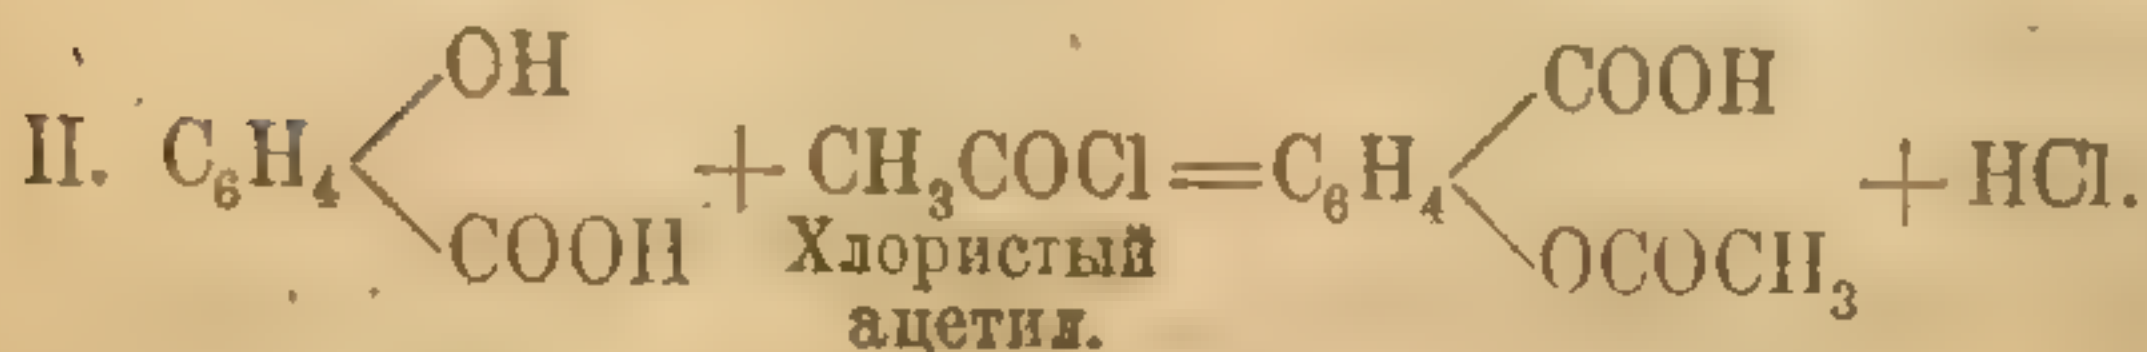 OH COOH
II. C₆H₄ + CH₃COCl = C₆H₄ + HCl.
COOH Хлористый OCOCH₃
ацетил.